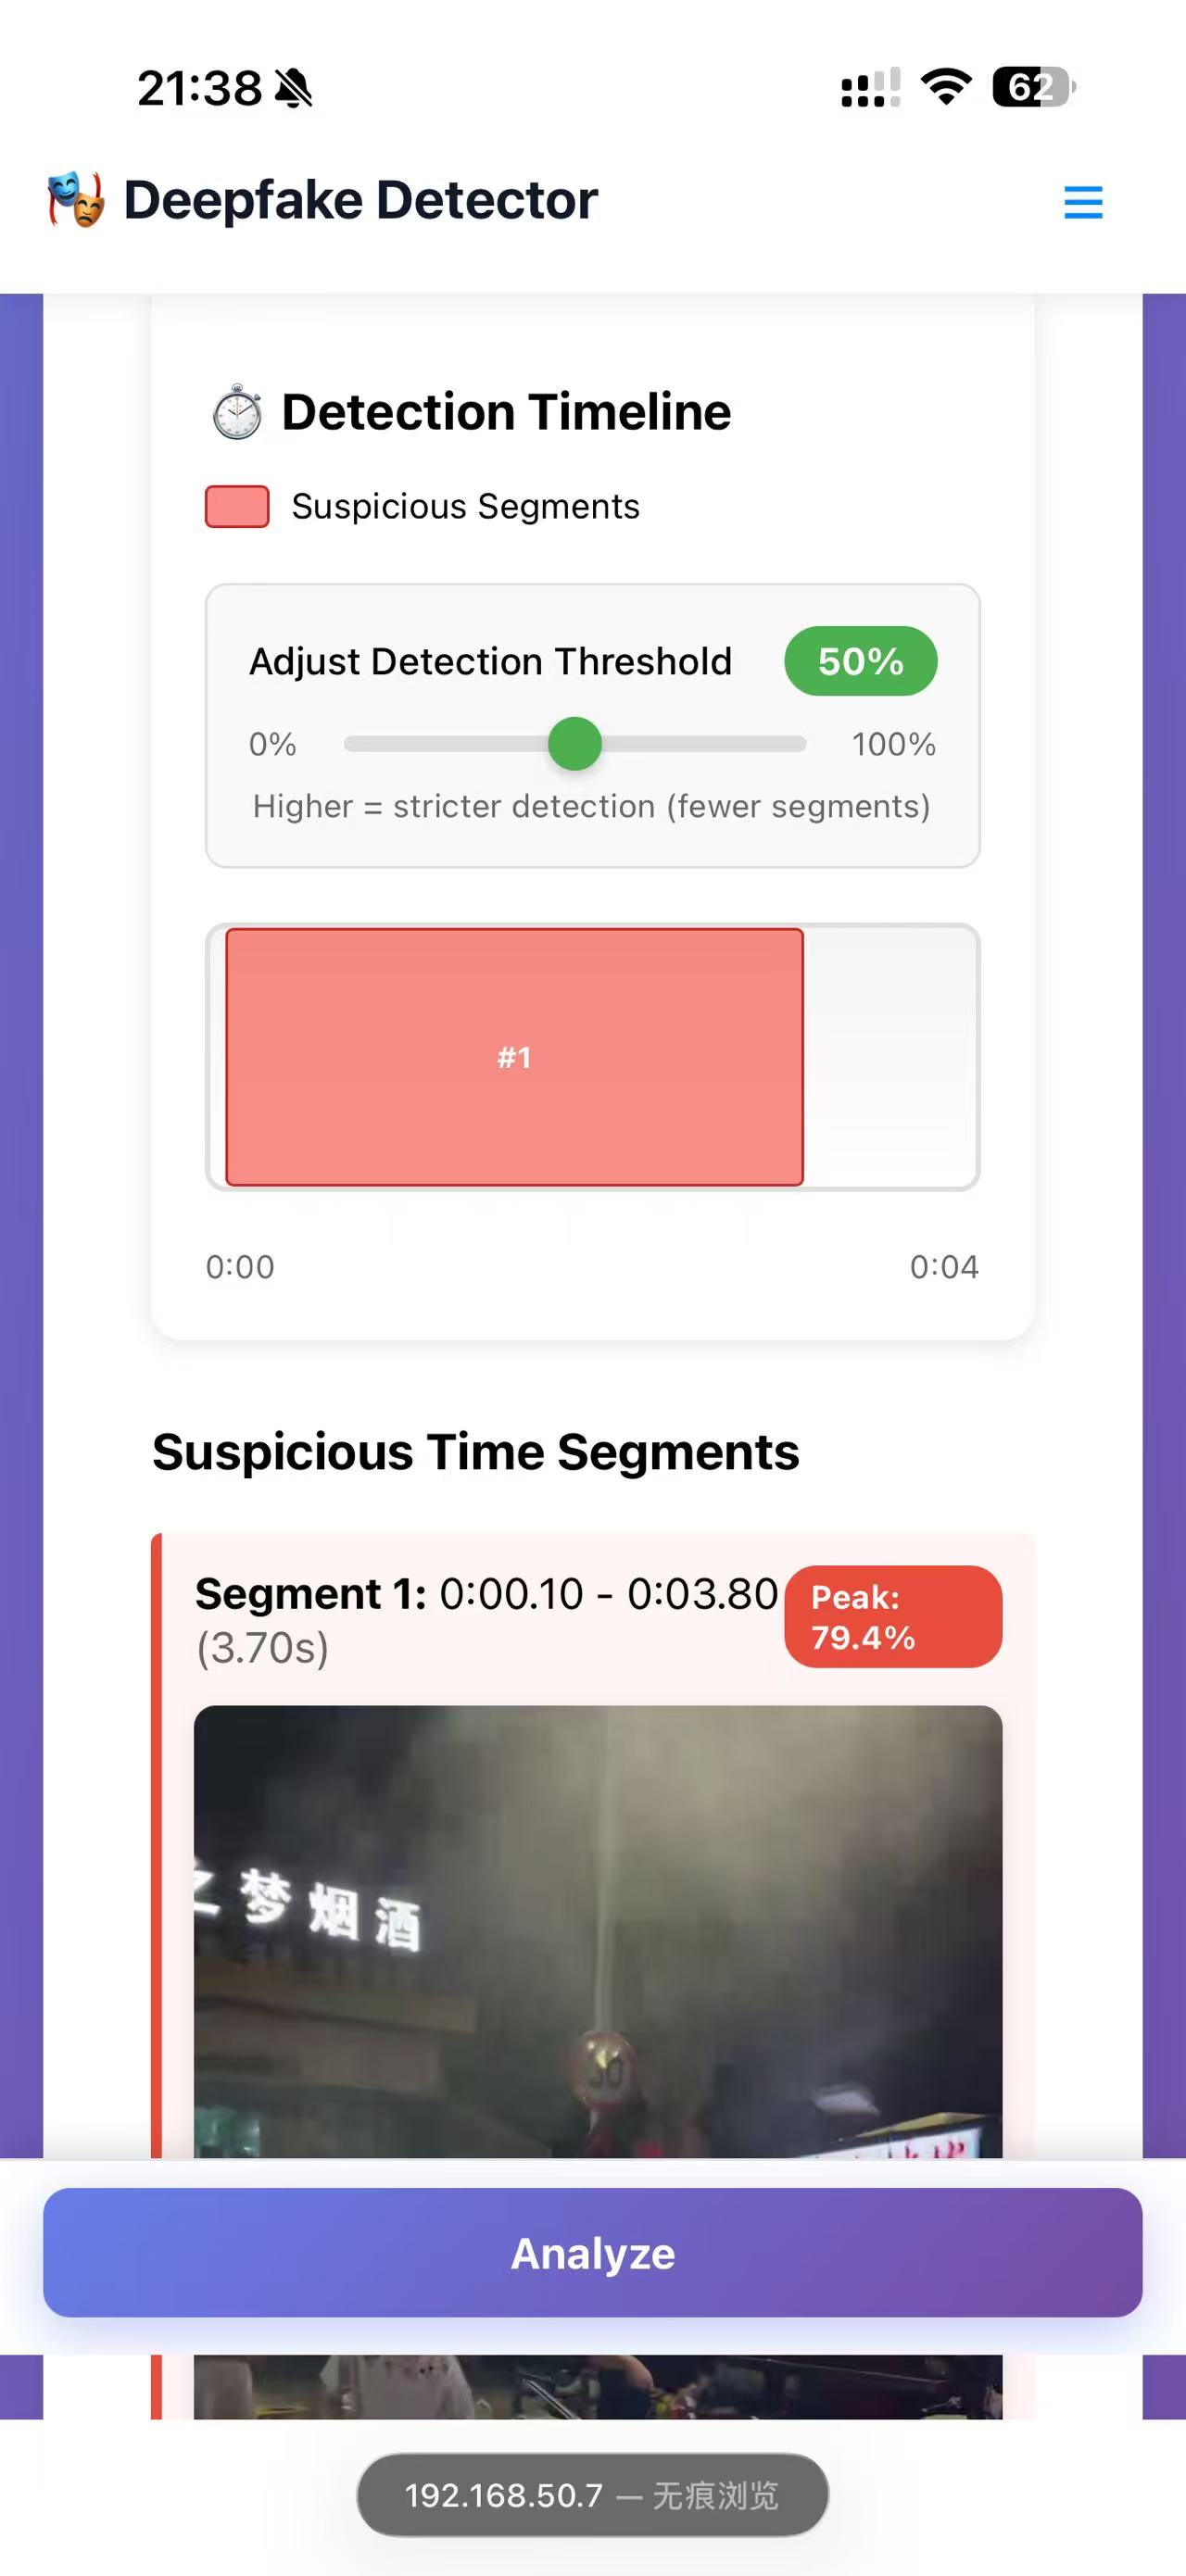 21:38
62
Deepfake Detector
Detection Timeline
Suspicious Segments
Adjust Detection Threshold 50%
0% 100%
Higher = stricter detection (fewer segments)
#1
0:00 0:04
Suspicious Time Segments
Segment 1: 0:00.10 - 0:03.80
(3.70s)
Peak:
79.4%
之梦烟酒
30
Analyze
192.168.50.7 — 无痕浏览